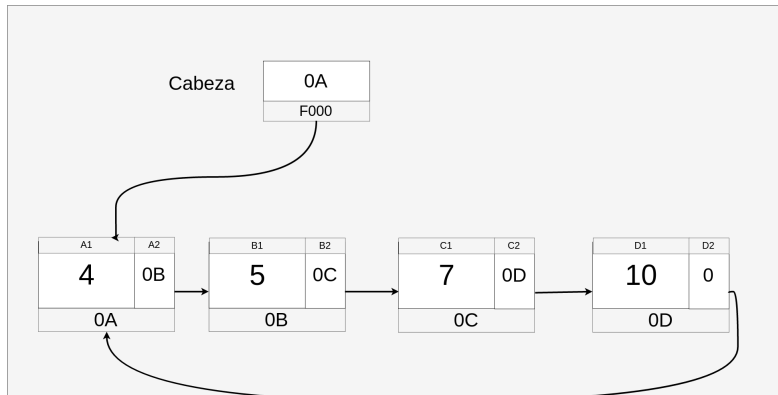 Cabeza
0A
F000
A1 A2 B1 B2 C1 C2 D1 D2
4 0B 5 0C 7 0D 10 0
0A 0B 0C 0D